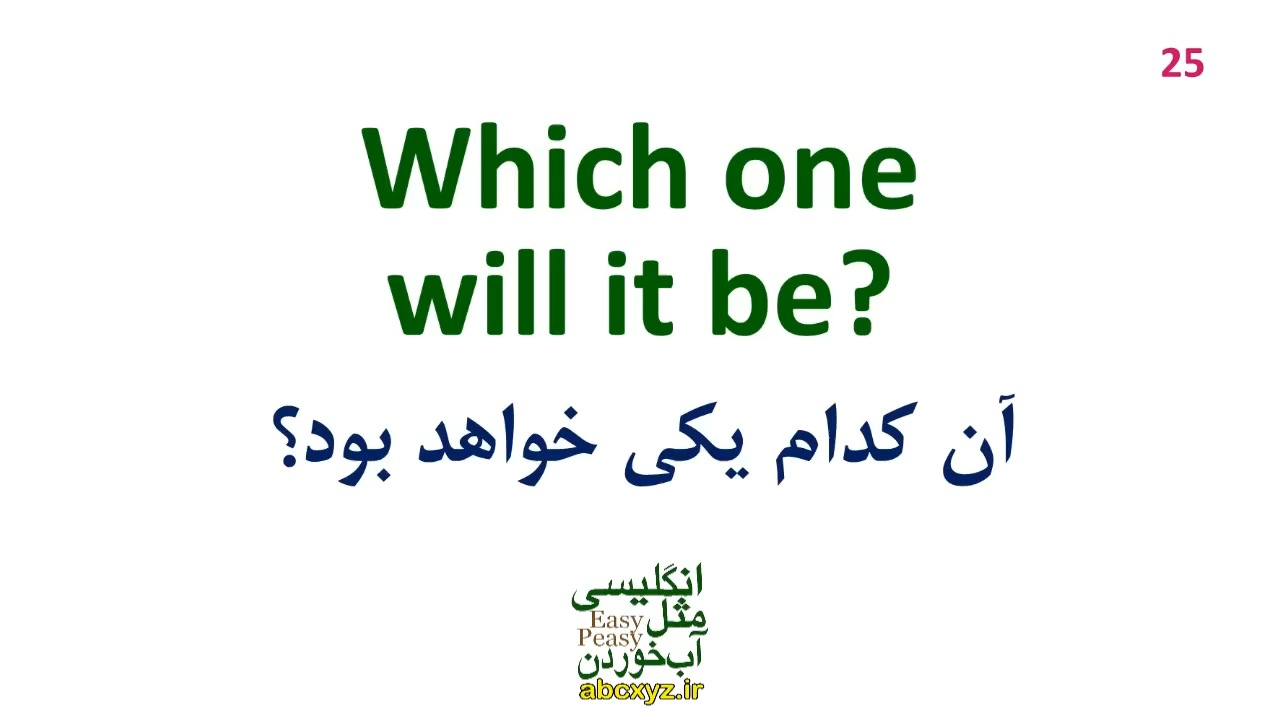 25
Which one
will it be?
آن کدام یکی خواهد بود؟
انگلیسی
مثل
Easy
Peasy
آب‌خوردن
abcxyz.ir